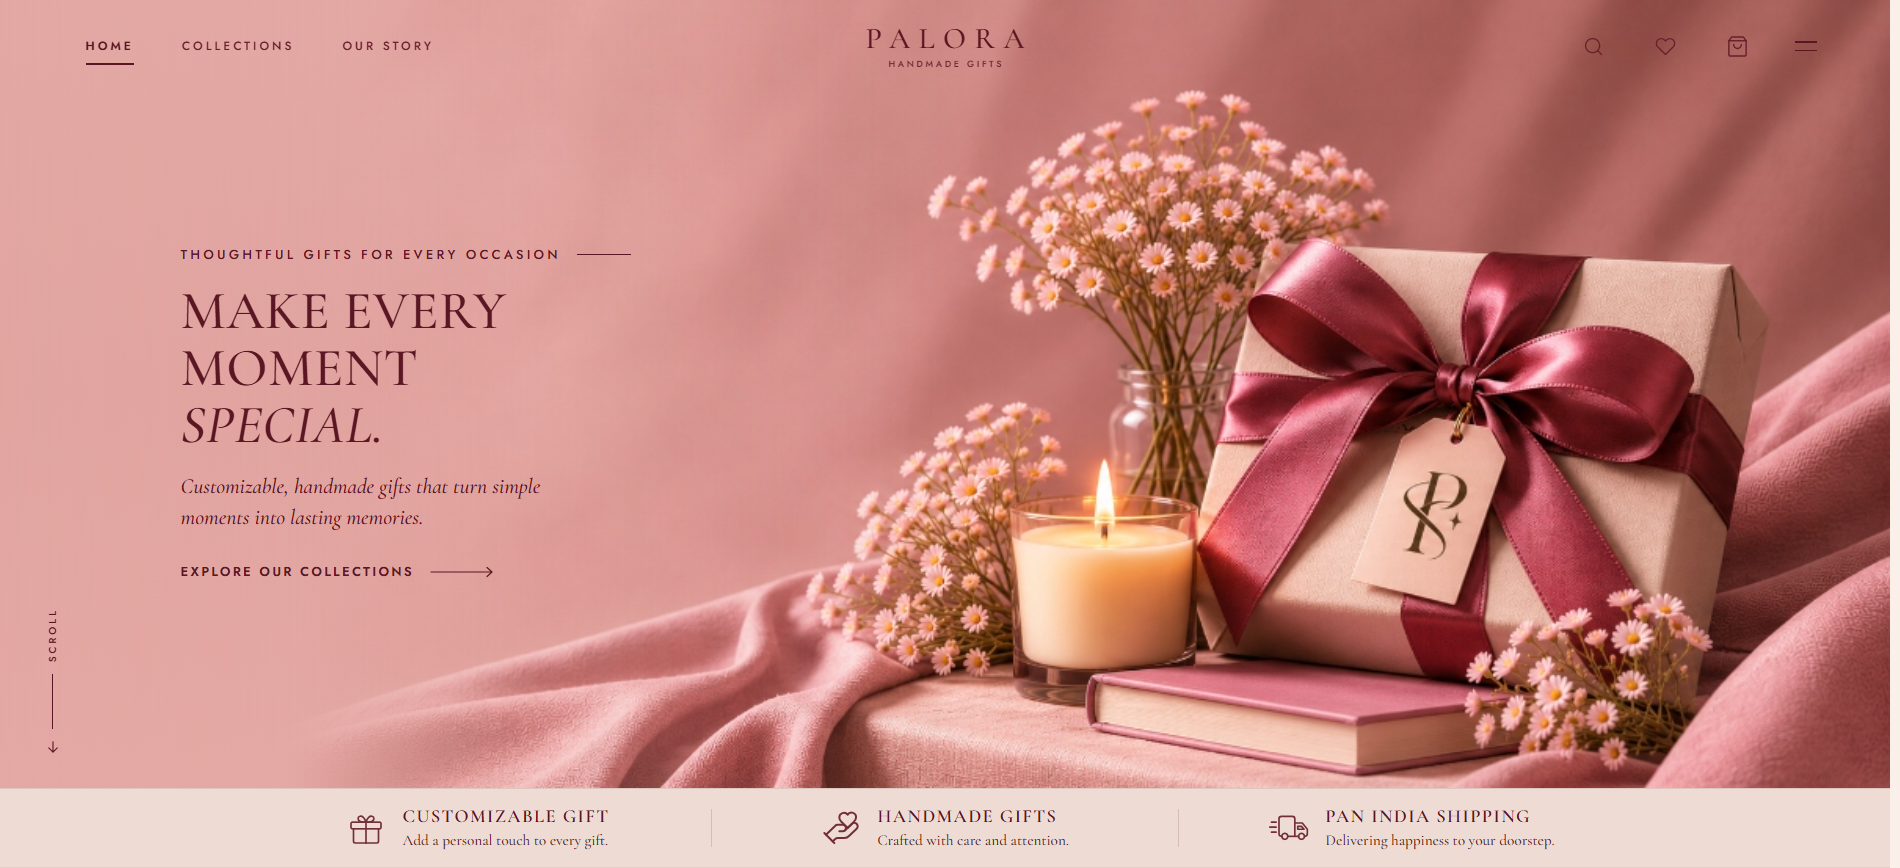 HOME
COLLECTIONS
OUR STORY
PALORA
HANDMADE GIFTS
THOUGHTFUL GIFTS FOR EVERY OCCASION
MAKE EVERY
MOMENT
SPECIAL.
Customizable, handmade gifts that turn simple
moments into lasting memories.
EXPLORE OUR COLLECTIONS
SCROLL
CUSTOMIZABLE GIFT
Add a personal touch to every gift.
HANDMADE GIFTS
Crafted with care and attention.
PAN INDIA SHIPPING
Delivering happiness to your doorstep.